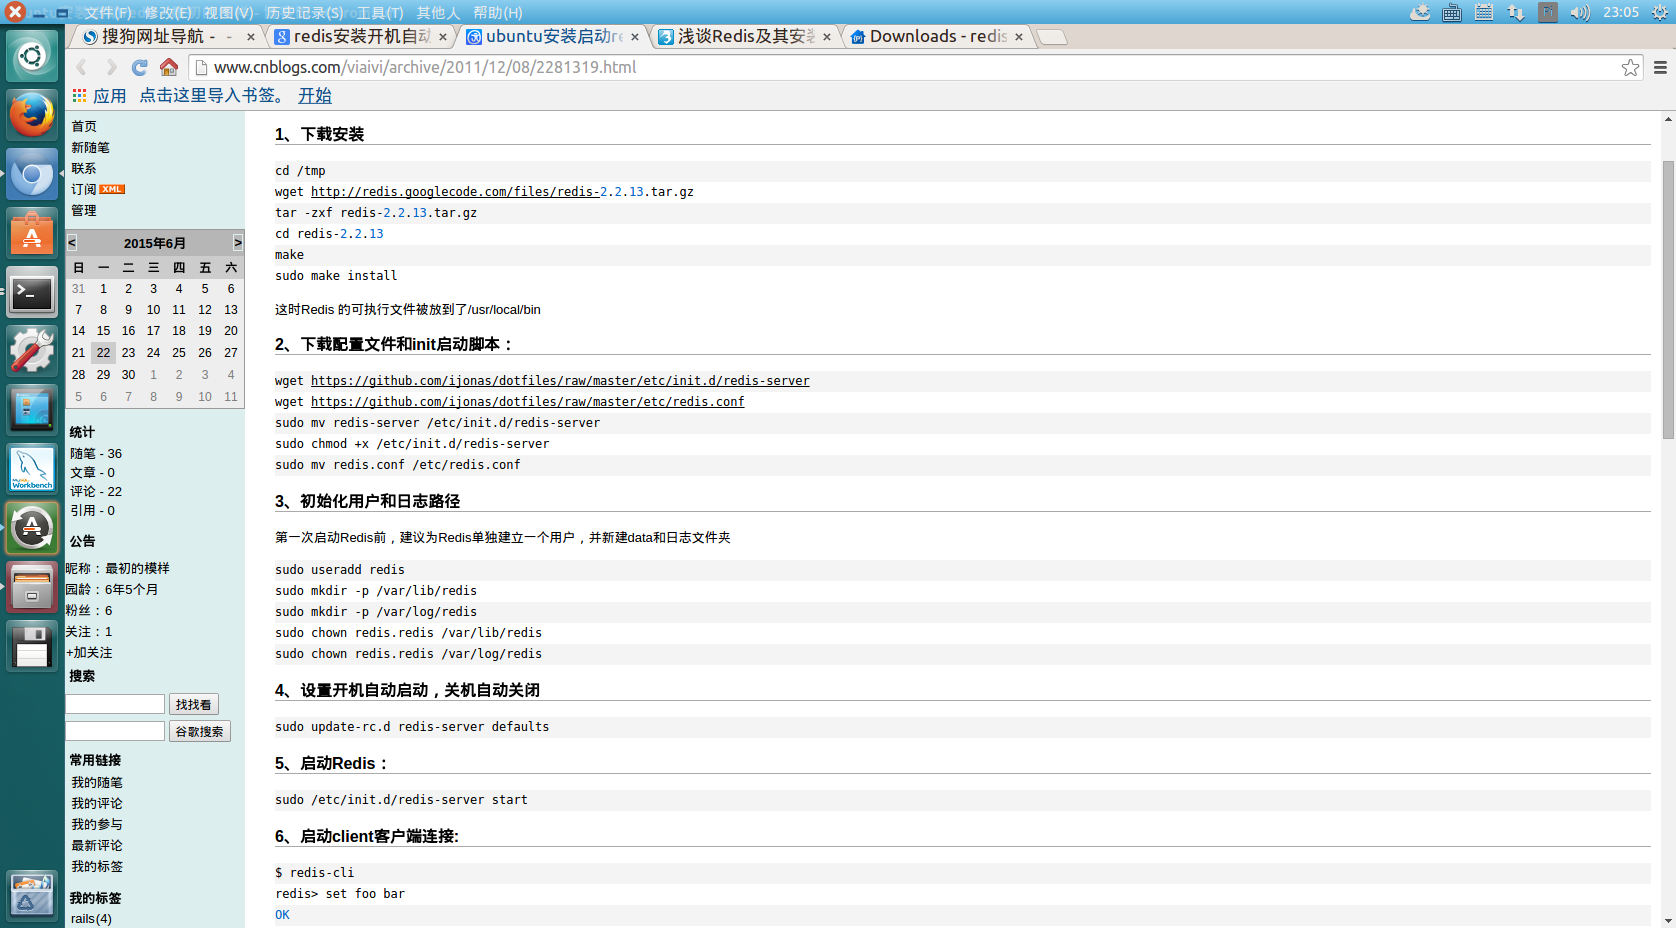 文件(F) 修改(E) 视图(V) 历史记录(S) 工具(T) 其他人 帮助(H)
23:05
搜狗网址导航 - -
redis安装开机自动
ubuntu安装启动re
浅谈Redis及其安装
Downloads - redis
www.cnblogs.com/viaivi/archive/2011/12/08/2281319.html
应用 点击这里导入书签。 开始
首页
新随笔
联系
订阅 XML
管理
< 2015年6月 >
日 一 二 三 四 五 六
31 1 2 3 4 5 6
7 8 9 10 11 12 13
14 15 16 17 18 19 20
21 22 23 24 25 26 27
28 29 30 1 2 3 4
5 6 7 8 9 10 11
统计
随笔 - 36
文章 - 0
评论 - 22
引用 - 0
公告
昵称：最初的模样
园龄：6年5个月
粉丝：6
关注：1
+加关注
搜索
找找看
谷歌搜索
常用链接
我的随笔
我的评论
我的参与
最新评论
我的标签
我的标签
rails(4)
1、下载安装
cd /tmp
wget http://redis.googlecode.com/files/redis-2.2.13.tar.gz
tar -zxf redis-2.2.13.tar.gz
cd redis-2.2.13
make
sudo make install
这时Redis 的可执行文件被放到了/usr/local/bin
2、下载配置文件和init启动脚本：
wget https://github.com/ijonas/dotfiles/raw/master/etc/init.d/redis-server
wget https://github.com/ijonas/dotfiles/raw/master/etc/redis.conf
sudo mv redis-server /etc/init.d/redis-server
sudo chmod +x /etc/init.d/redis-server
sudo mv redis.conf /etc/redis.conf
3、初始化用户和日志路径
第一次启动Redis前，建议为Redis单独建立一个用户，并新建data和日志文件夹
sudo useradd redis
sudo mkdir -p /var/lib/redis
sudo mkdir -p /var/log/redis
sudo chown redis.redis /var/lib/redis
sudo chown redis.redis /var/log/redis
4、设置开机自动启动，关机自动关闭
sudo update-rc.d redis-server defaults
5、启动Redis：
sudo /etc/init.d/redis-server start
6、启动client客户端连接:
$ redis-cli
redis> set foo bar
OK
MySQL
Workbench